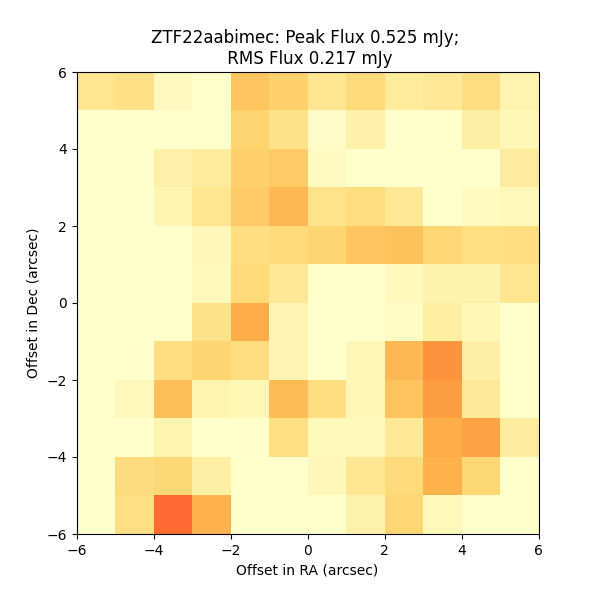 ZTF22aabimec: Peak Flux 0.525 mJy;
RMS Flux 0.217 mJy
6
4
2
0
−2
−4
−6
Offset in Dec (arcsec)
−6 −4 −2 0 2 4 6
Offset in RA (arcsec)